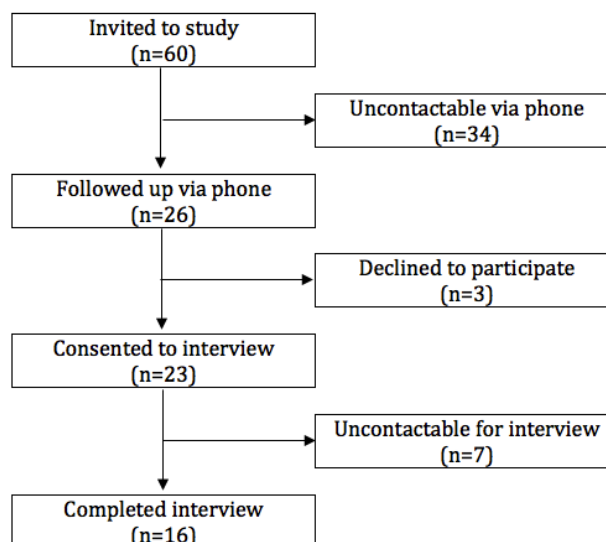 Invited to study
(n=60)
Uncontactable via phone
(n=34)
Followed up via phone
(n=26)
Declined to participate
(n=3)
Consented to interview
(n=23)
Uncontactable for interview
(n=7)
Completed interview
(n=16)